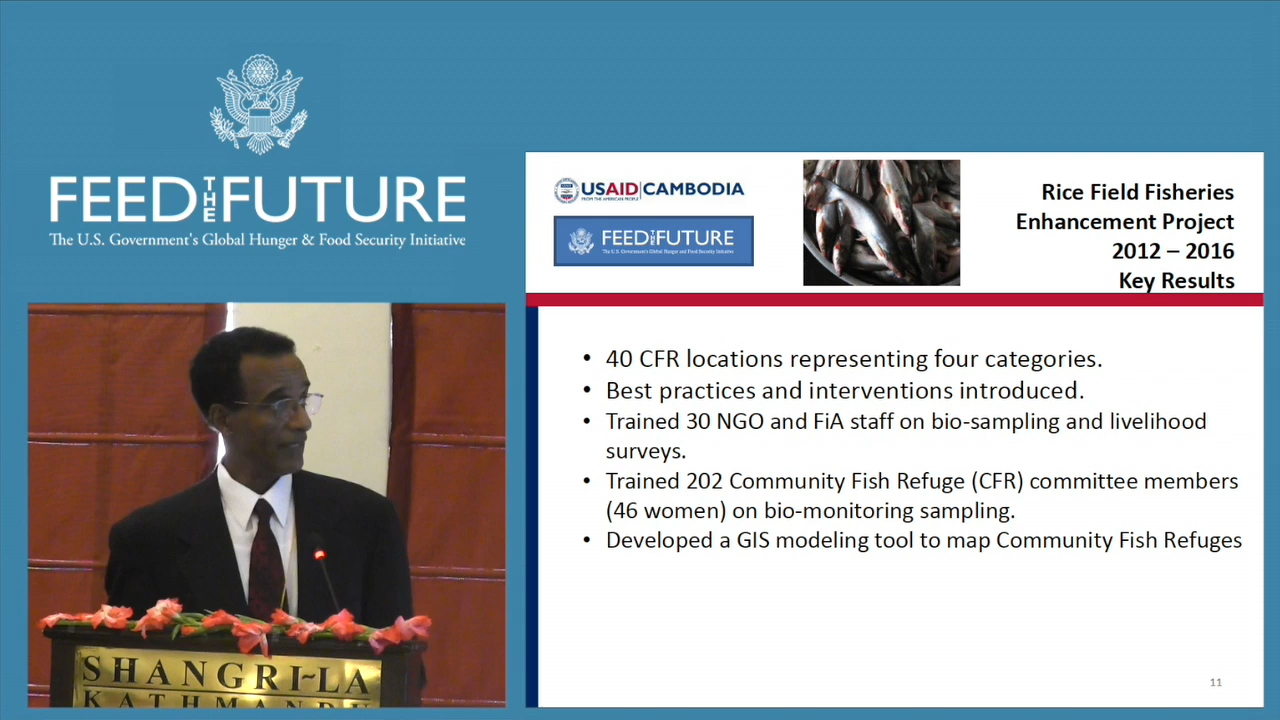 FEED THE FUTURE
The U.S. Government's Global Hunger & Food Security Initiative
USAID | CAMBODIA
FROM THE AMERICAN PEOPLE
FEED THE FUTURE
The U.S. Government's Global Hunger and Food Security Initiative
Rice Field Fisheries
Enhancement Project
2012 – 2016
Key Results
• 40 CFR locations representing four categories.
• Best practices and interventions introduced.
• Trained 30 NGO and FiA staff on bio-sampling and livelihood
surveys.
• Trained 202 Community Fish Refuge (CFR) committee members
(46 women) on bio-monitoring sampling.
• Developed a GIS modeling tool to map Community Fish Refuges
11
SHANGRI~LA
KATHMANDU